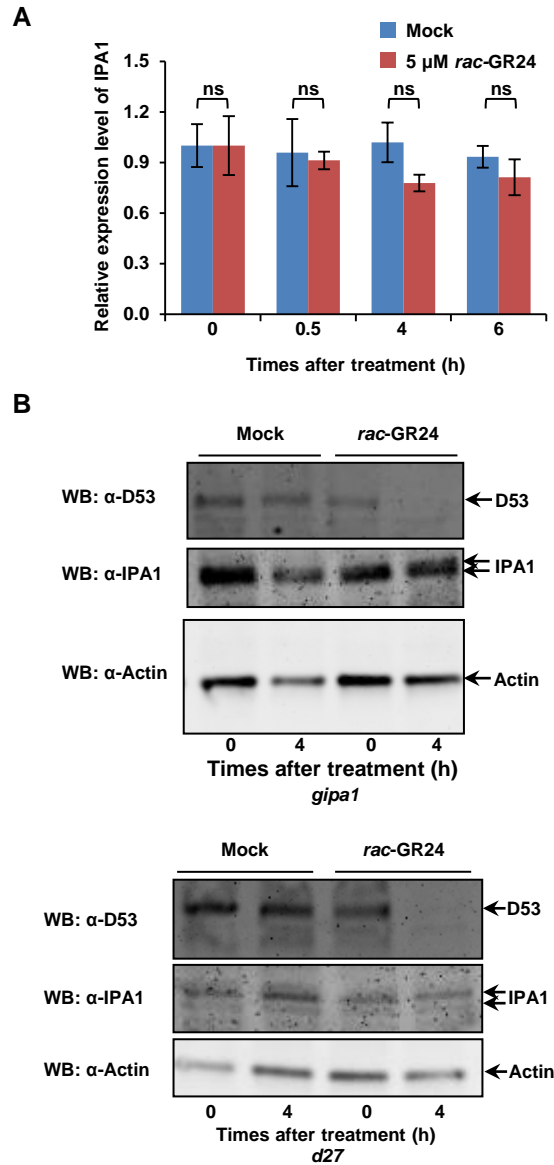 A
Mock
5 µM rac-GR24
Relative expression level of IPA1
1.5
1.2
0.9
0.6
0.3
0.0
ns
ns
ns
ns
0
0.5
4
6
Times after treatment (h)
B
Mock
rac-GR24
WB: α-D53
D53
WB: α-IPA1
IPA1
WB: α-Actin
Actin
0
4
0
4
Times after treatment (h)
gipa1
Mock
rac-GR24
WB: α-D53
D53
WB: α-IPA1
IPA1
WB: α-Actin
Actin
0
4
0
4
Times after treatment (h)
d27